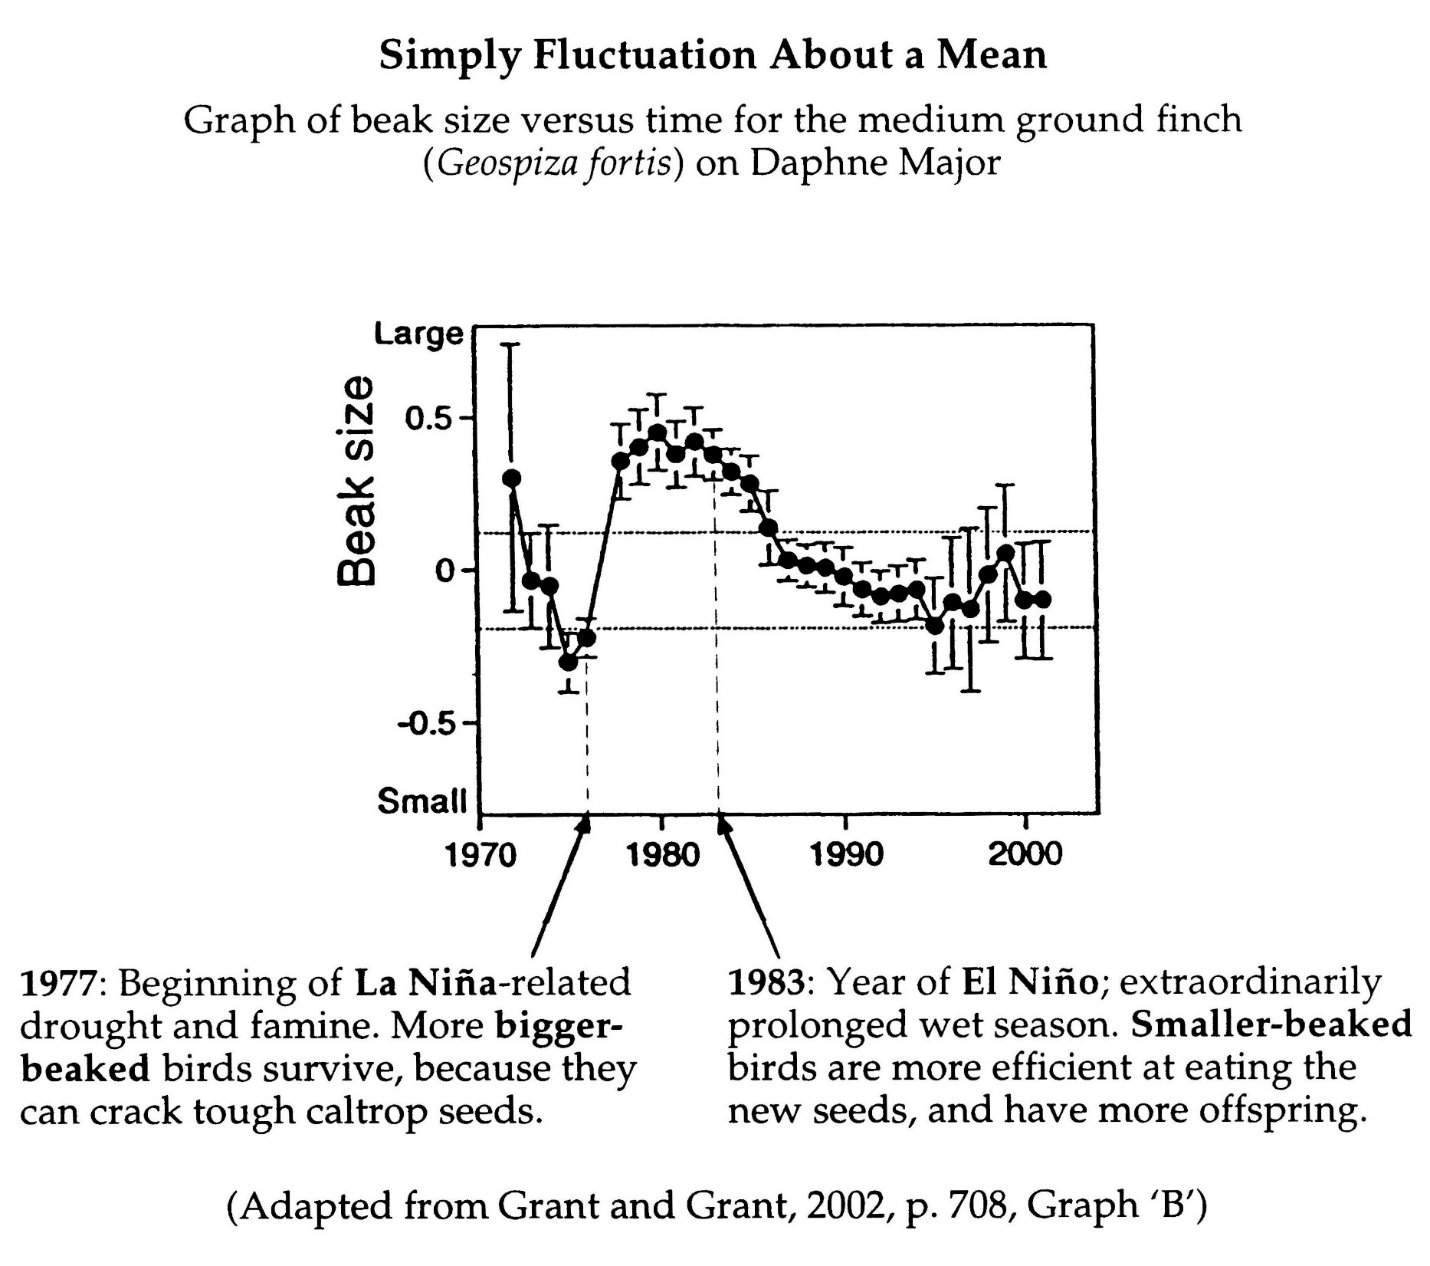 Simply Fluctuation About a Mean
Graph of beak size versus time for the medium ground finch
(Geospiza fortis) on Daphne Major
Large
Beak size
0.5
0
-0.5
Small
1970
1980
1990
2000
1977: Beginning of La Niña-related
drought and famine. More bigger-
beaked birds survive, because they
can crack tough caltrop seeds.
1983: Year of El Niño; extraordinarily
prolonged wet season. Smaller-beaked
birds are more efficient at eating the
new seeds, and have more offspring.
(Adapted from Grant and Grant, 2002, p. 708, Graph ‘B’)